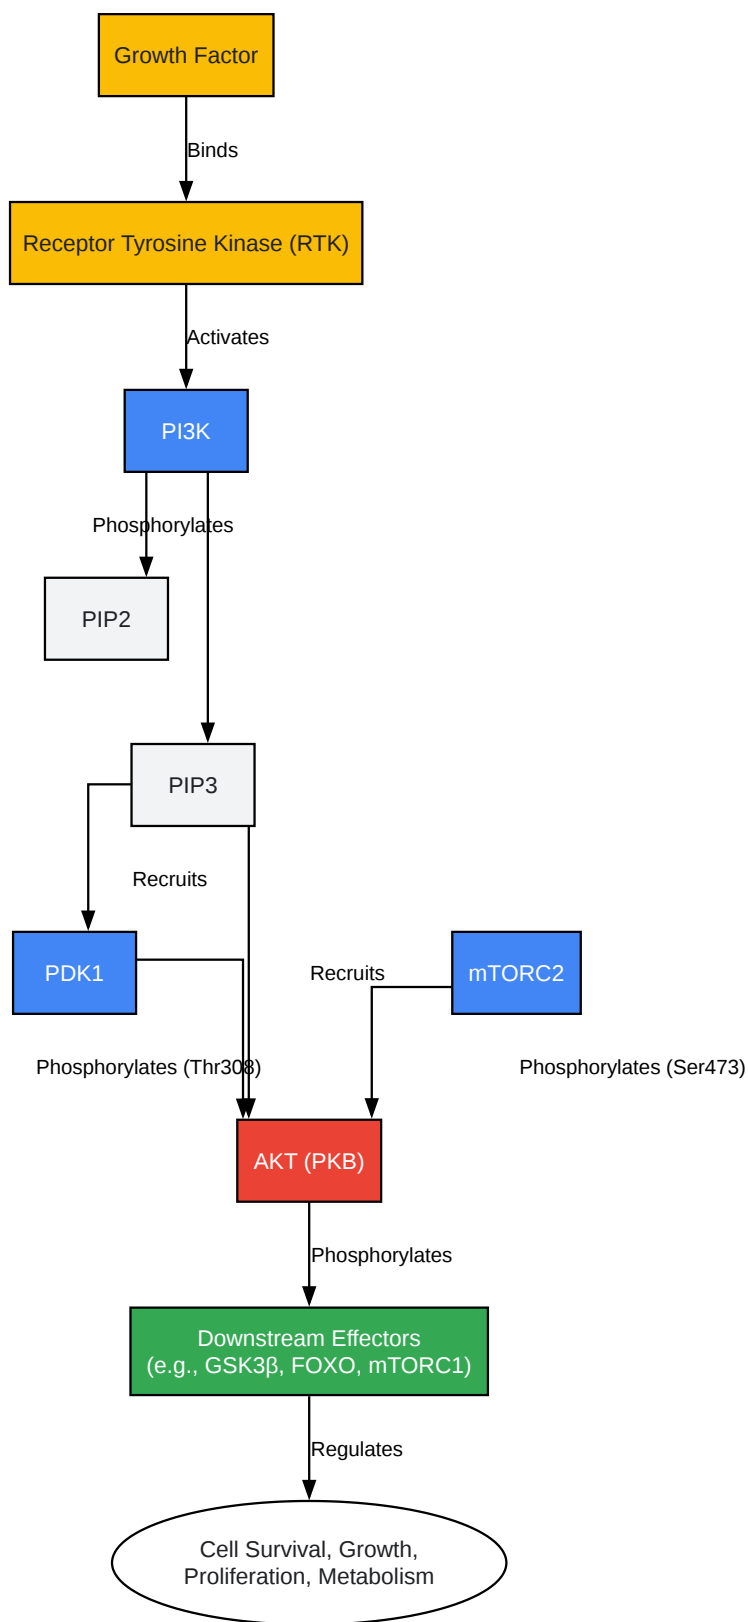 Growth Factor
Binds
Receptor Tyrosine Kinase (RTK)
Activates
PI3K
Phosphorylates
PIP2
PIP3
Recruits
PDK1
Recruits
mTORC2
Phosphorylates (Thr308)
Phosphorylates (Ser473)
AKT (PKB)
Phosphorylates
Downstream Effectors
(e.g., GSK3β, FOXO, mTORC1)
Regulates
Cell Survival, Growth,
Proliferation, Metabolism